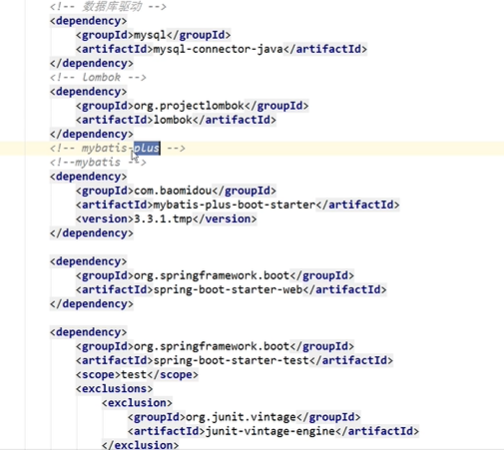 <!-- 数据库驱动 -->
<dependency>
<groupId>mysql</groupId>
<artifactId>mysql-connector-java</artifactId>
</dependency>
<!-- lombok -->
<dependency>
<groupId>org.projectlombok</groupId>
<artifactId>lombok</artifactId>
</dependency>
<!-- mybatis-plus -->
<!--mybatis -->
<dependency>
<groupId>com.baomidou</groupId>
<artifactId>mybatis-plus-boot-starter</artifactId>
<version>3.3.1.tmp</version>
</dependency>
<dependency>
<groupId>org.springframework.boot</groupId>
<artifactId>spring-boot-starter-web</artifactId>
</dependency>
<dependency>
<groupId>org.springframework.boot</groupId>
<artifactId>spring-boot-starter-test</artifactId>
<scope>test</scope>
<exclusions>
<exclusion>
<groupId>org.junit.vintage</groupId>
<artifactId>junit-vintage-engine</artifactId>
</exclusion>